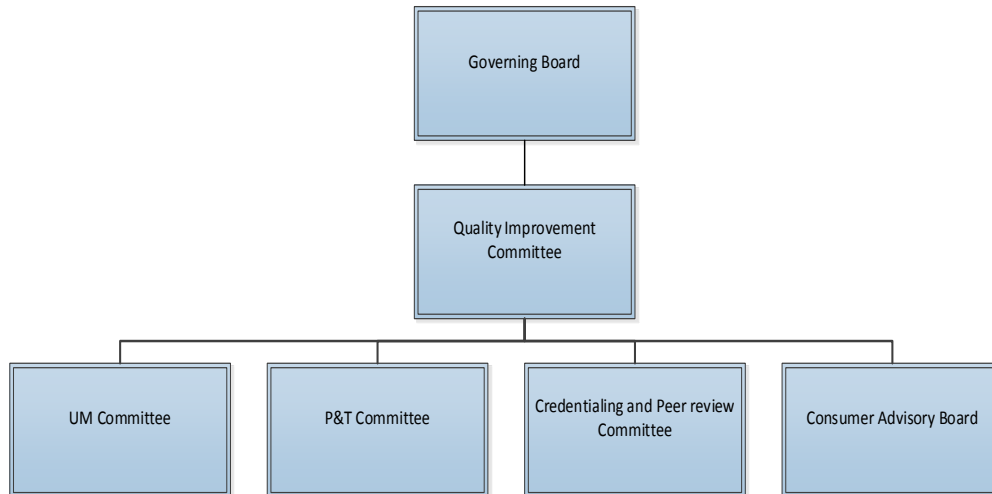 Governing Board
Quality Improvement
Committee
UM Committee
P&T Committee
Credentialing and Peer review
Committee
Consumer Advisory Board